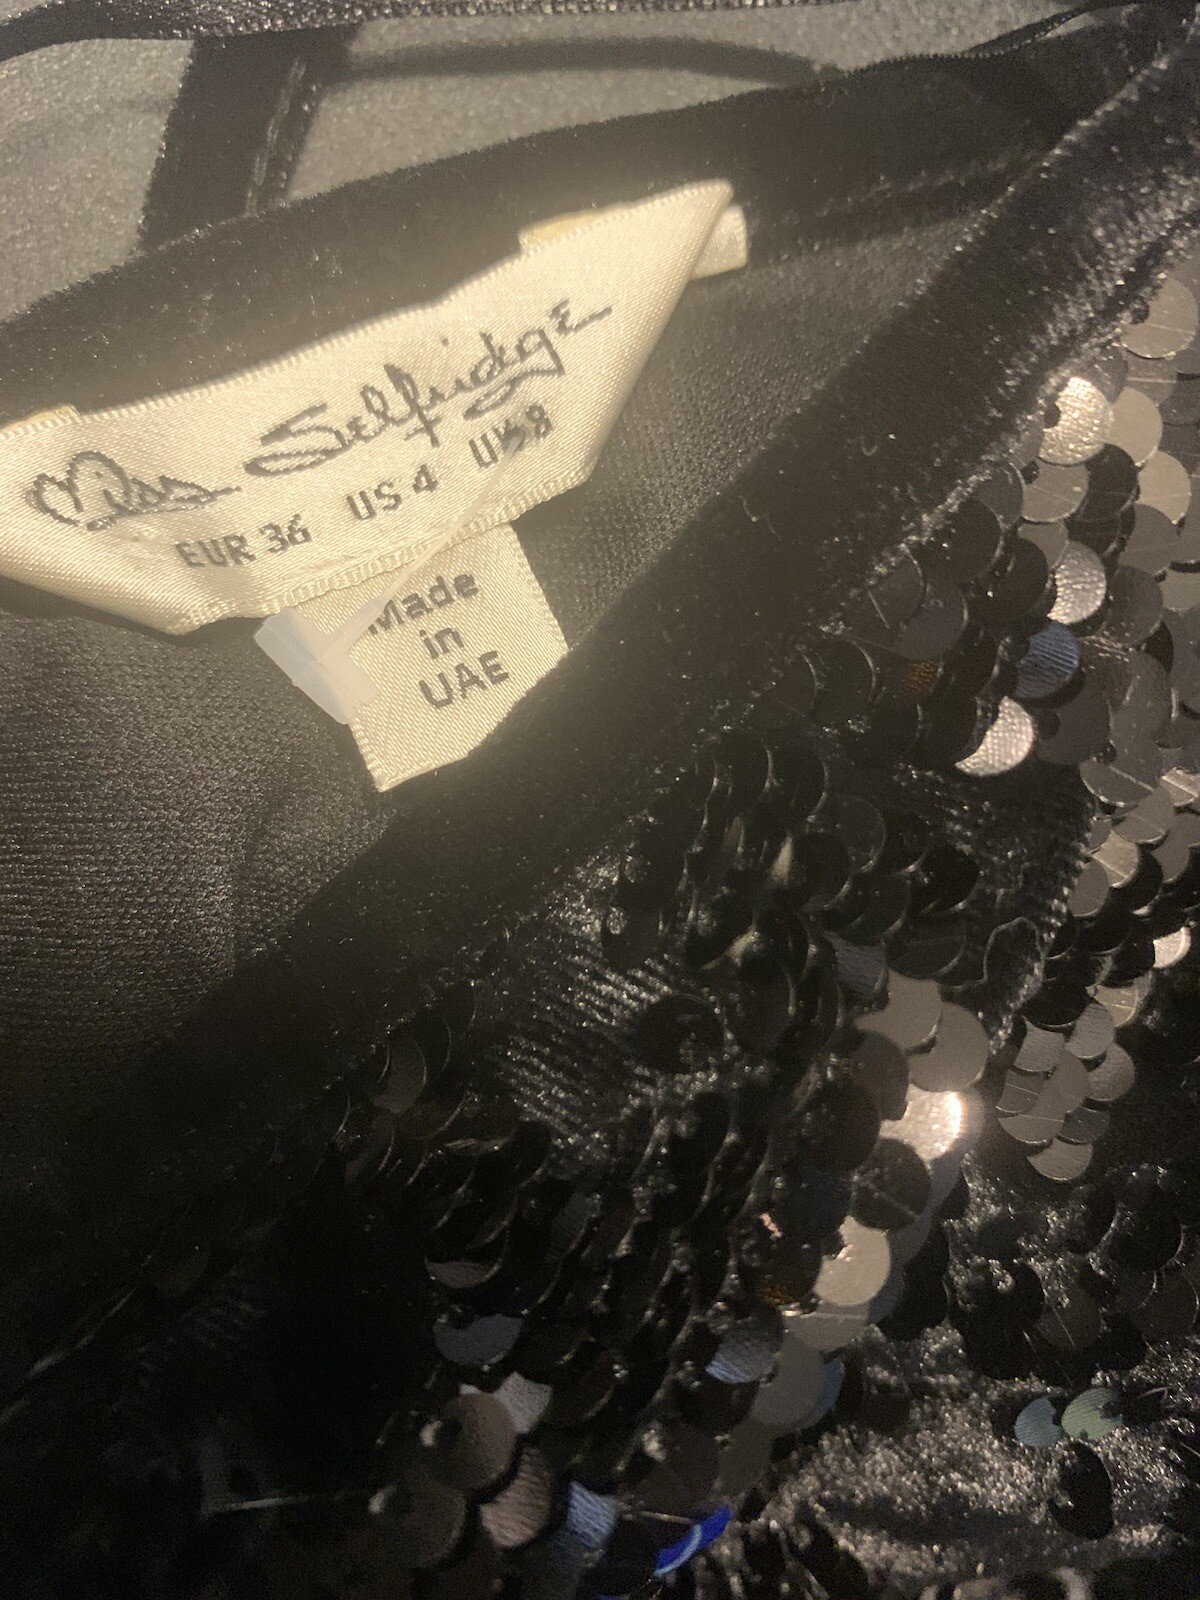 Miss Selfridge
EUR 36 US 4 UK 8
Made
in
UAE